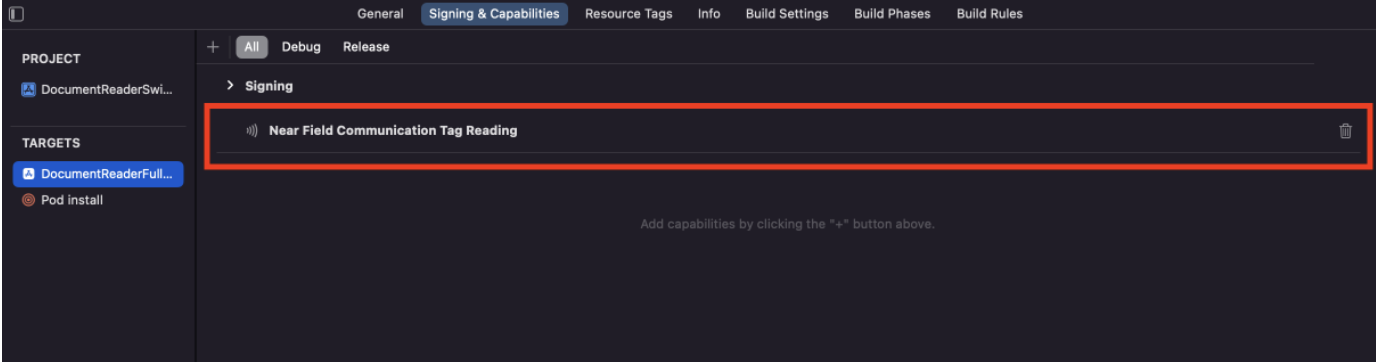 General Signing & Capabilities Resource Tags Info Build Settings Build Phases Build Rules
PROJECT
DocumentReaderSwi...
TARGETS
DocumentReaderFull...
Pod install
+ All Debug Release
Signing
Near Field Communication Tag Reading
Add capabilities by clicking the "+" button above.